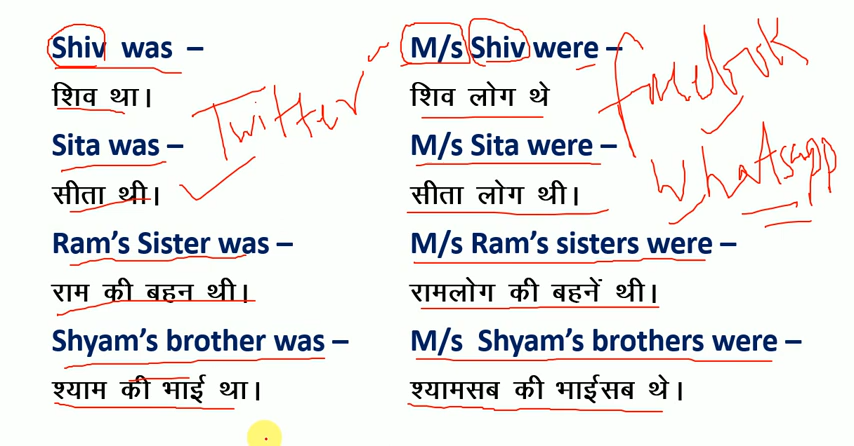 Shiv was –
शिव था।
Sita was –
सीता थी।
Ram's Sister was –
राम की बहन थी।
Shyam's brother was –
श्याम की भाई था।
Twitter
M/s Shiv were –
शिव लोग थे
M/s Sita were –
सीता लोग थी।
M/s Ram's sisters were –
रामलोग की बहनें थी।
M/s Shyam's brothers were –
श्यामसब की भाईसब थे।
facebook
whatsapp